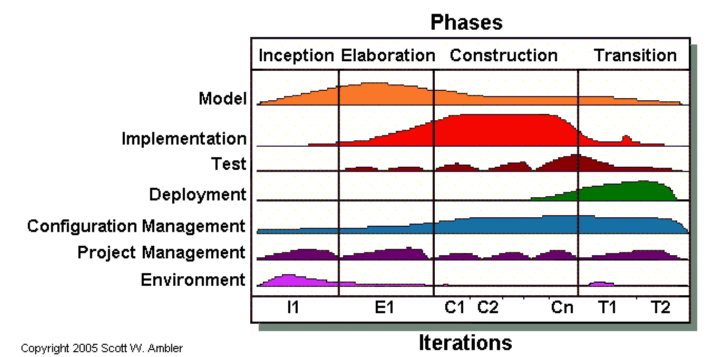 Phases
Inception Elaboration Construction Transition
Model
Implementation
Test
Deployment
Configuration Management
Project Management
Environment
I1 E1 C1 C2 Cn T1 T2
Iterations
Copyright 2005 Scott W. Ambler